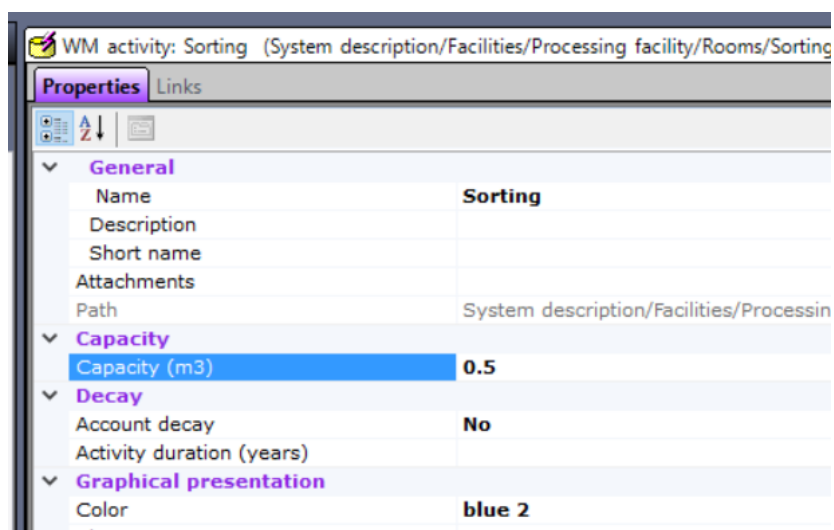 WM activity: Sorting (System description/Facilities/Processing facility/Rooms/Sorting
Properties Links
A
Z
General
Name Sorting
Description
Short name
Attachments
Path System description/Facilities/Processin
Capacity
Capacity (m3) 0.5
Decay
Account decay No
Activity duration (years)
Graphical presentation
Color blue 2